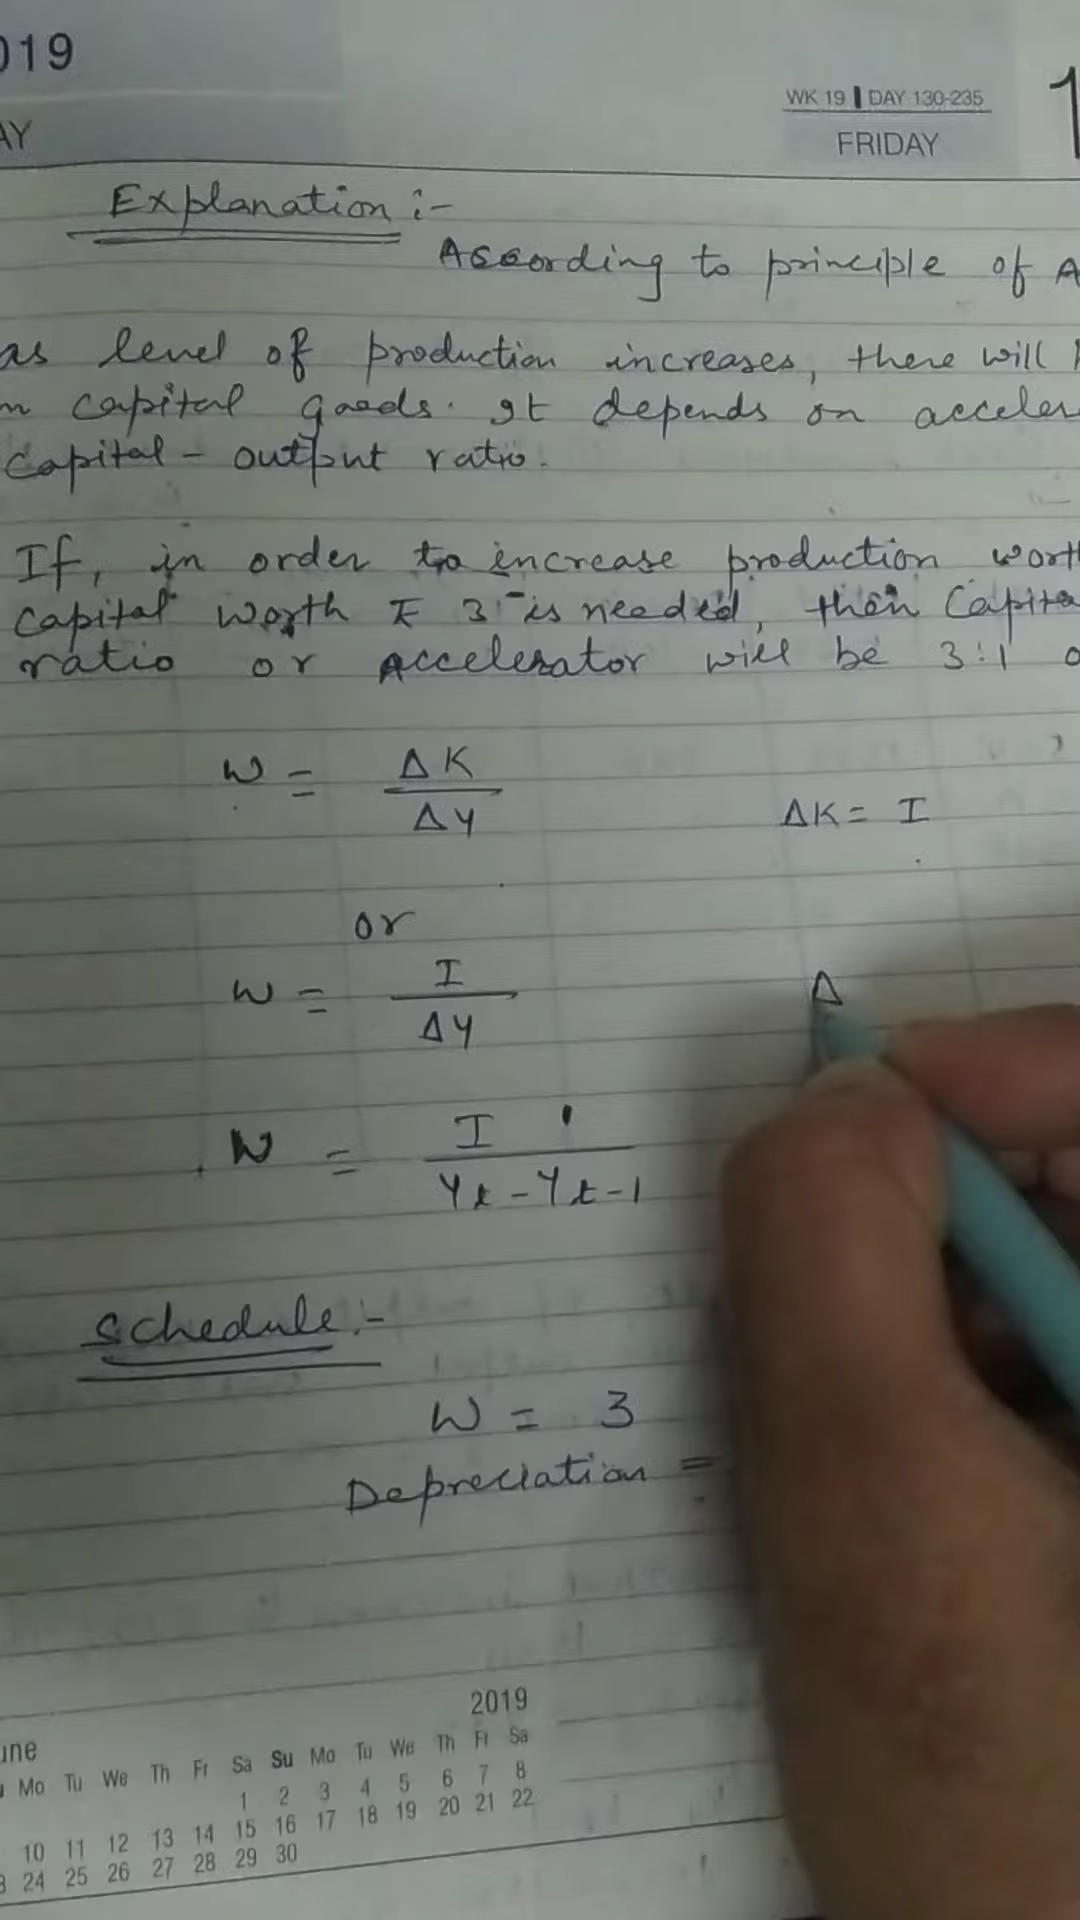 019
WK 19 | DAY 130-235
AY
FRIDAY
1
Explanation :-
According to principle of A
as level of production increases, there will
capital goods. It depends on acceler
Capital - output ratio.
If, in order to increase production wort
capital worth ₹ 3 is needed, then Capita
ratio or Accelerator will be 3:1
W = ΔK
ΔY
ΔK = I
or
W = I
ΔY
Δ
W = I
Yt - Yt-1
Schedule :-
W = 3
Depreciation =
2019
une
Mo Tu We Th Fr Sa Su Mo Tu We Th Fr Sa
1 2 3 4 5 6 7 8
10 11 12 13 14 15 16 17 18 19 20 21 22
3 24 25 26 27 28 29 30